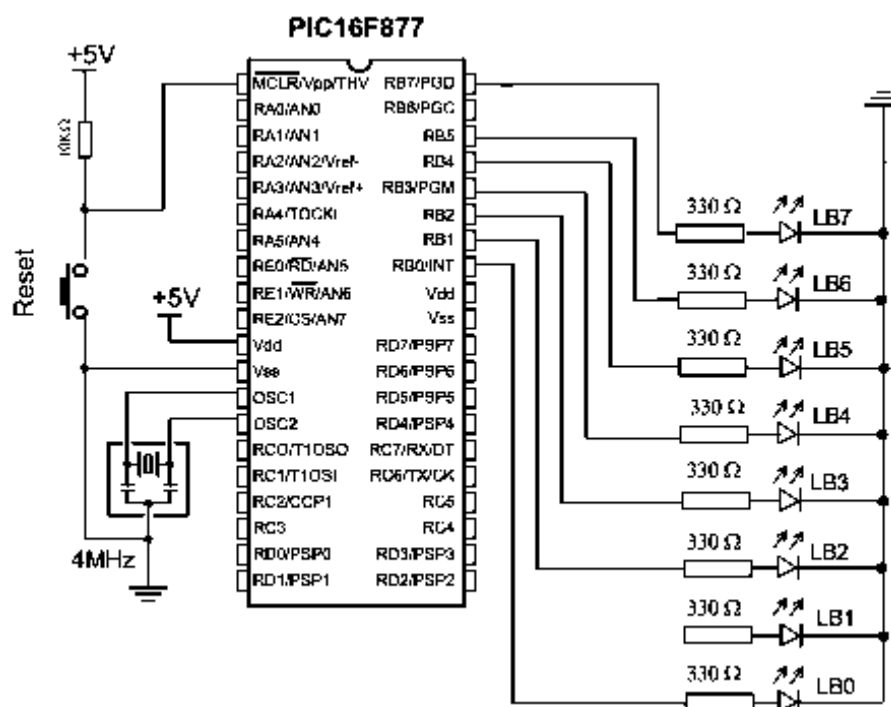 PIC16F877
+5V
10KΩ
Reset
+5V
4MHz
MCLR/Vpp/THV
RA0/AN0
RA1/AN1
RA2/AN2/Vref-
RA3/AN3/Vref+
RA4/TOCKI
RA5/AN4
RE0/RD/AN5
RE1/WR/AN6
RE2/CS/AN7
Vdd
Vss
OSC1
OSC2
RC0/T1OSO
RC1/T1OSI
RC2/CCP1
RC3
RD0/PSP0
RD1/PSP1
RB7/PGD
RB6/PGC
RB5
RB4
RB3/PGM
RB2
RB1
RB0/INT
Vdd
Vss
RD7/PSP7
RD6/PSP6
RD5/PSP5
RD4/PSP4
RC7/RX/DT
RC6/TX/CK
RC5
RC4
RD3/PSP3
RD2/PSP2
330 Ω
LB7
330 Ω
LB6
330 Ω
LB5
330 Ω
LB4
330 Ω
LB3
330 Ω
LB2
330 Ω
LB1
330 Ω
LB0